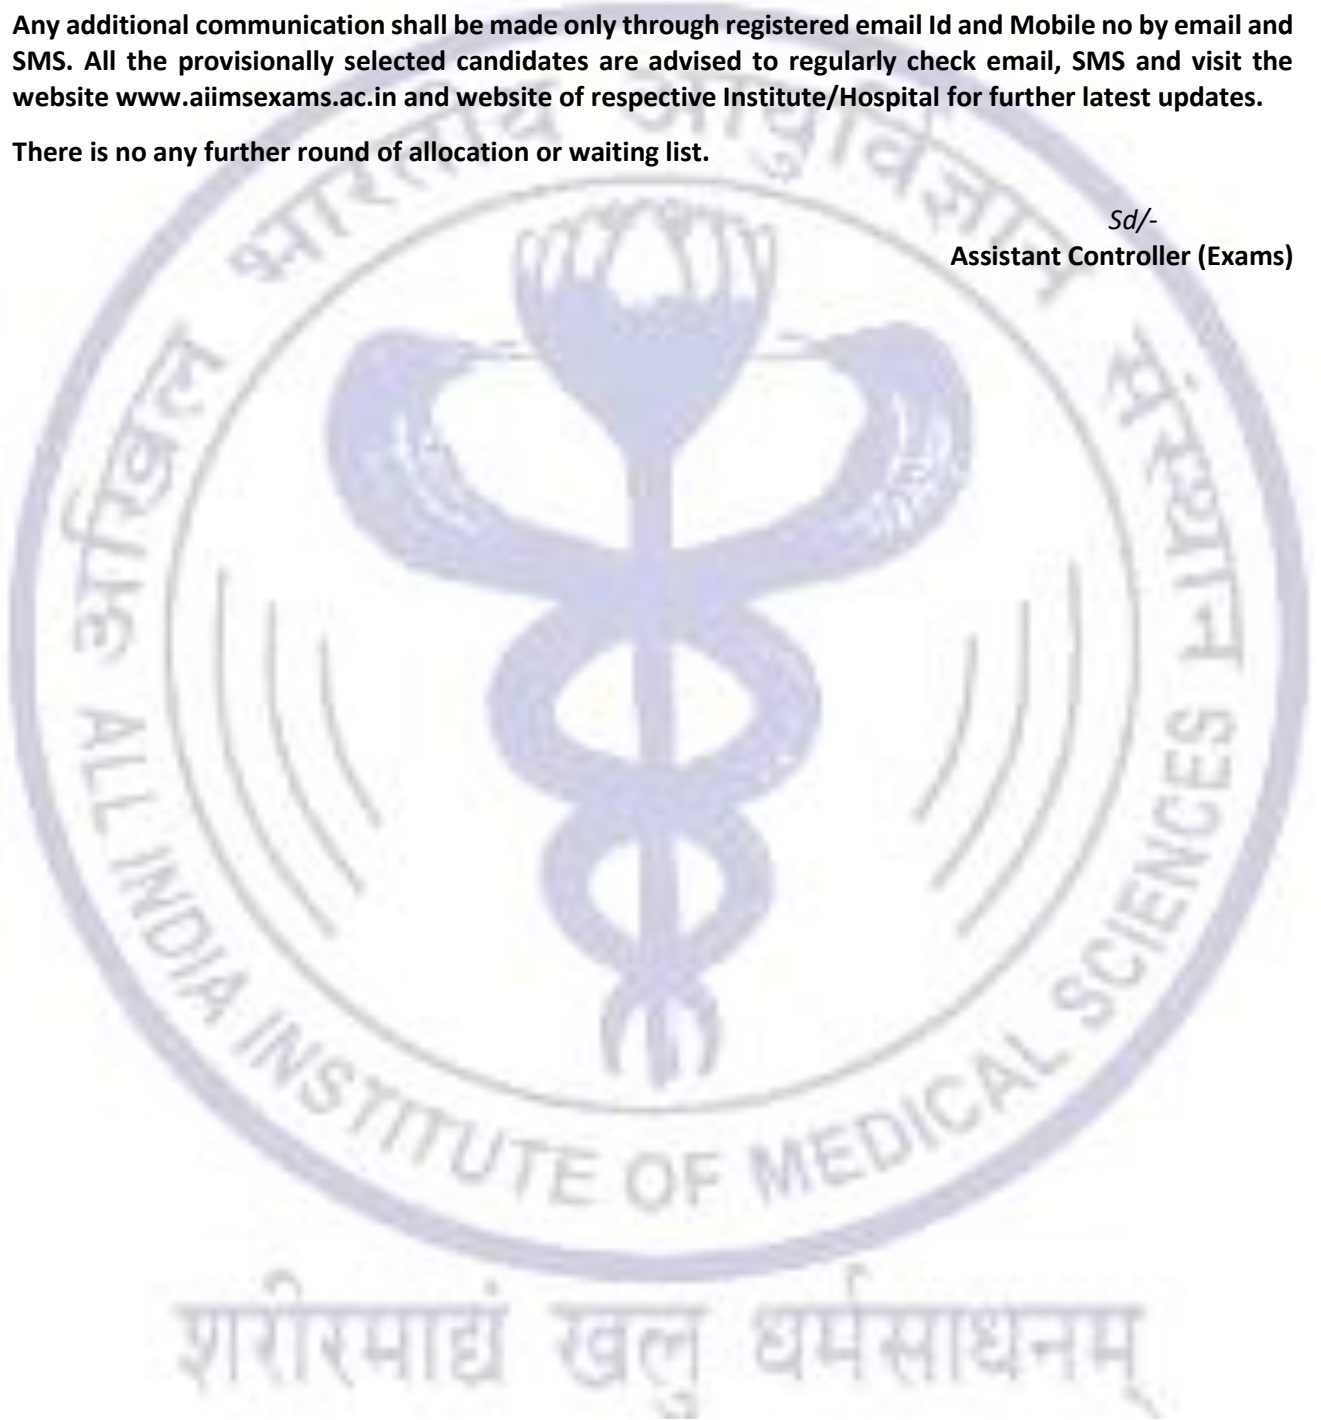 Any additional communication shall be made only through registered email Id and Mobile no by email and
SMS. All the provisionally selected candidates are advised to regularly check email, SMS and visit the
website www.aiimsexams.ac.in and website of respective Institute/Hospital for further latest updates.
There is no any further round of allocation or waiting list.
Sd/-
Assistant Controller (Exams)
अखिल भारतीय आयुर्विज्ञान संस्थान
ALL INDIA INSTITUTE OF MEDICAL SCIENCES
शरीरमाद्यं खलु धर्मसाधनम्